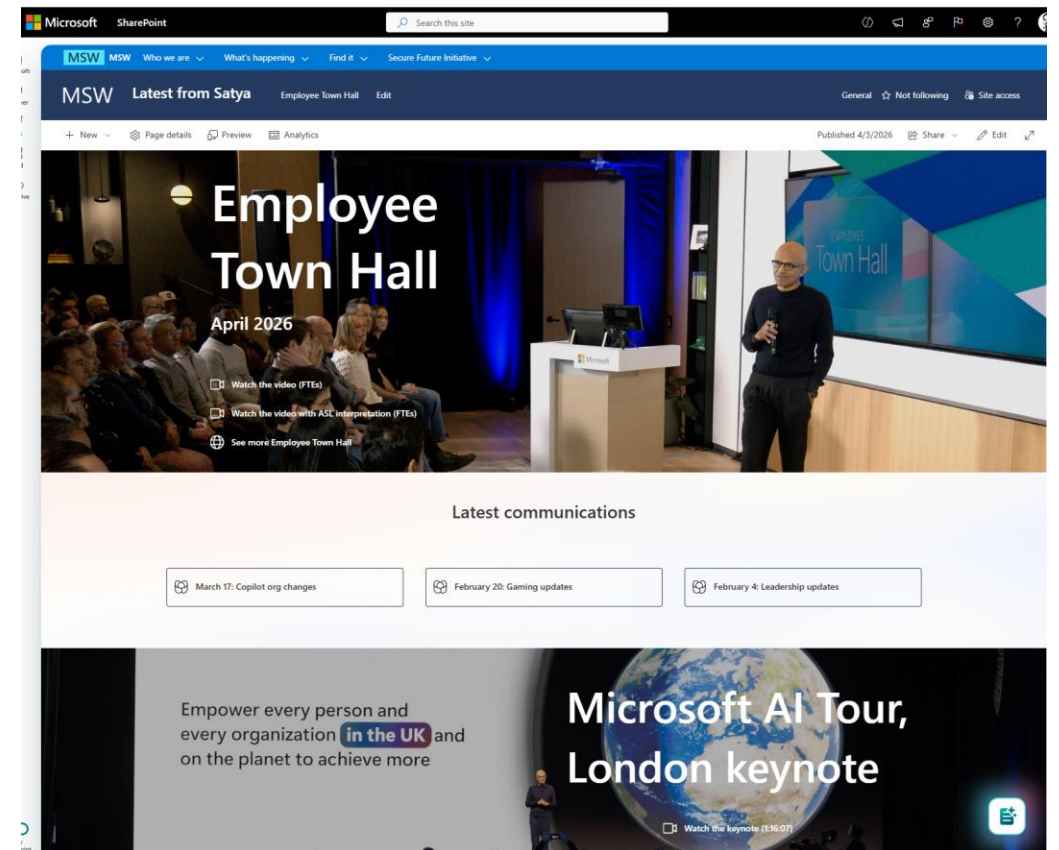 Microsoft SharePoint
Search this site
?
MSW MSW Who we are What's happening Find it Secure Future Initiative
MSW Latest from Satya Employee Town Hall Edit
General Not following Site access
+ New Page details Preview Analytics
Published 4/3/2026 Share Edit
Employee
Town Hall
April 2026
Watch the video (FTEs)
Watch the video with ASL interpretation (FTEs)
See more Employee Town Hall
EMPLOYEE
Town Hall
Microsoft
Latest communications
March 17: Copilot org changes
February 20: Gaming updates
February 4: Leadership updates
Empower every person and
every organization in the UK and
on the planet to achieve more
Microsoft AI Tour,
London keynote
Watch the keynote (1:16:07)